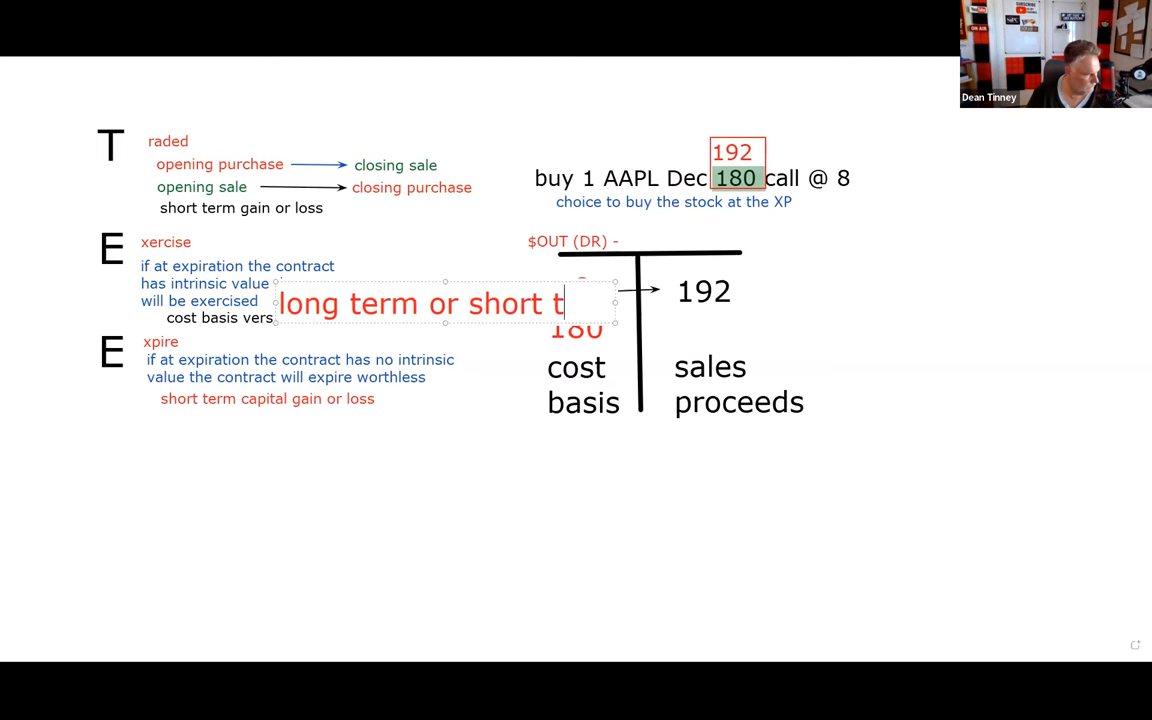 T raded
opening purchase closing sale
opening sale closing purchase
short term gain or loss
E xercise
if at expiration the contract
has intrinsic value
will be exercised
cost basis vers
long term or short t
E xpire
if at expiration the contract has no intrinsic
value the contract will expire worthless
short term capital gain or loss
192
buy 1 AAPL Dec 180 call @ 8
choice to buy the stock at the XP
$OUT (DR) -
192
180
cost
basis
sales
proceeds
Dean Tinney